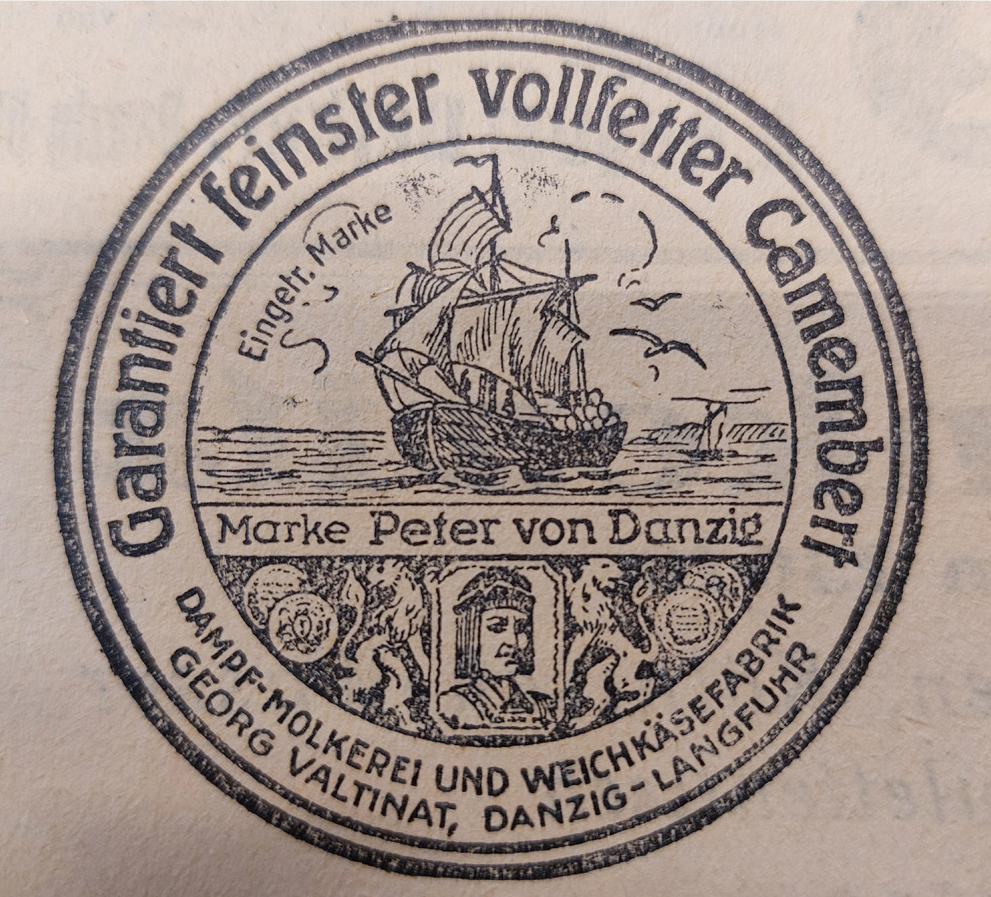 Garantiert feinster vollfetter Camembert
Eingetr. Marke
Marke Peter von Danzig
DAMPF-MOLKEREI UND WEICHKÄSEFABRIK
GEORG VALTINAT, DANZIG-LANGFUHR